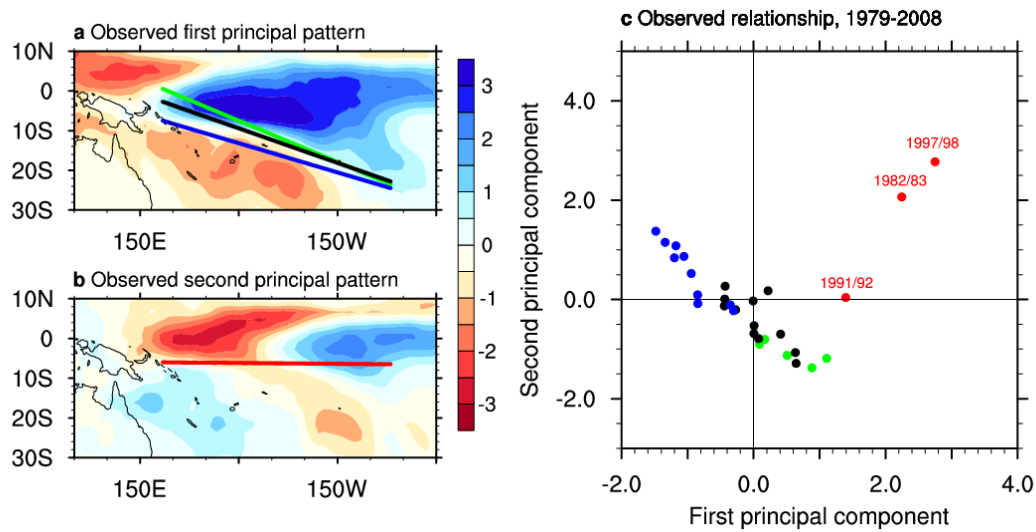 a Observed first principal pattern
10N
0
10S
20S
30S
150E
150W
b Observed second principal pattern
10N
0
10S
20S
30S
150E
150W
3
2
1
0
-1
-2
-3
c Observed relationship, 1979-2008
Second principal component
4.0
2.0
0.0
-2.0
1997/98
1982/83
1991/92
-2.0
0.0
2.0
4.0
First principal component